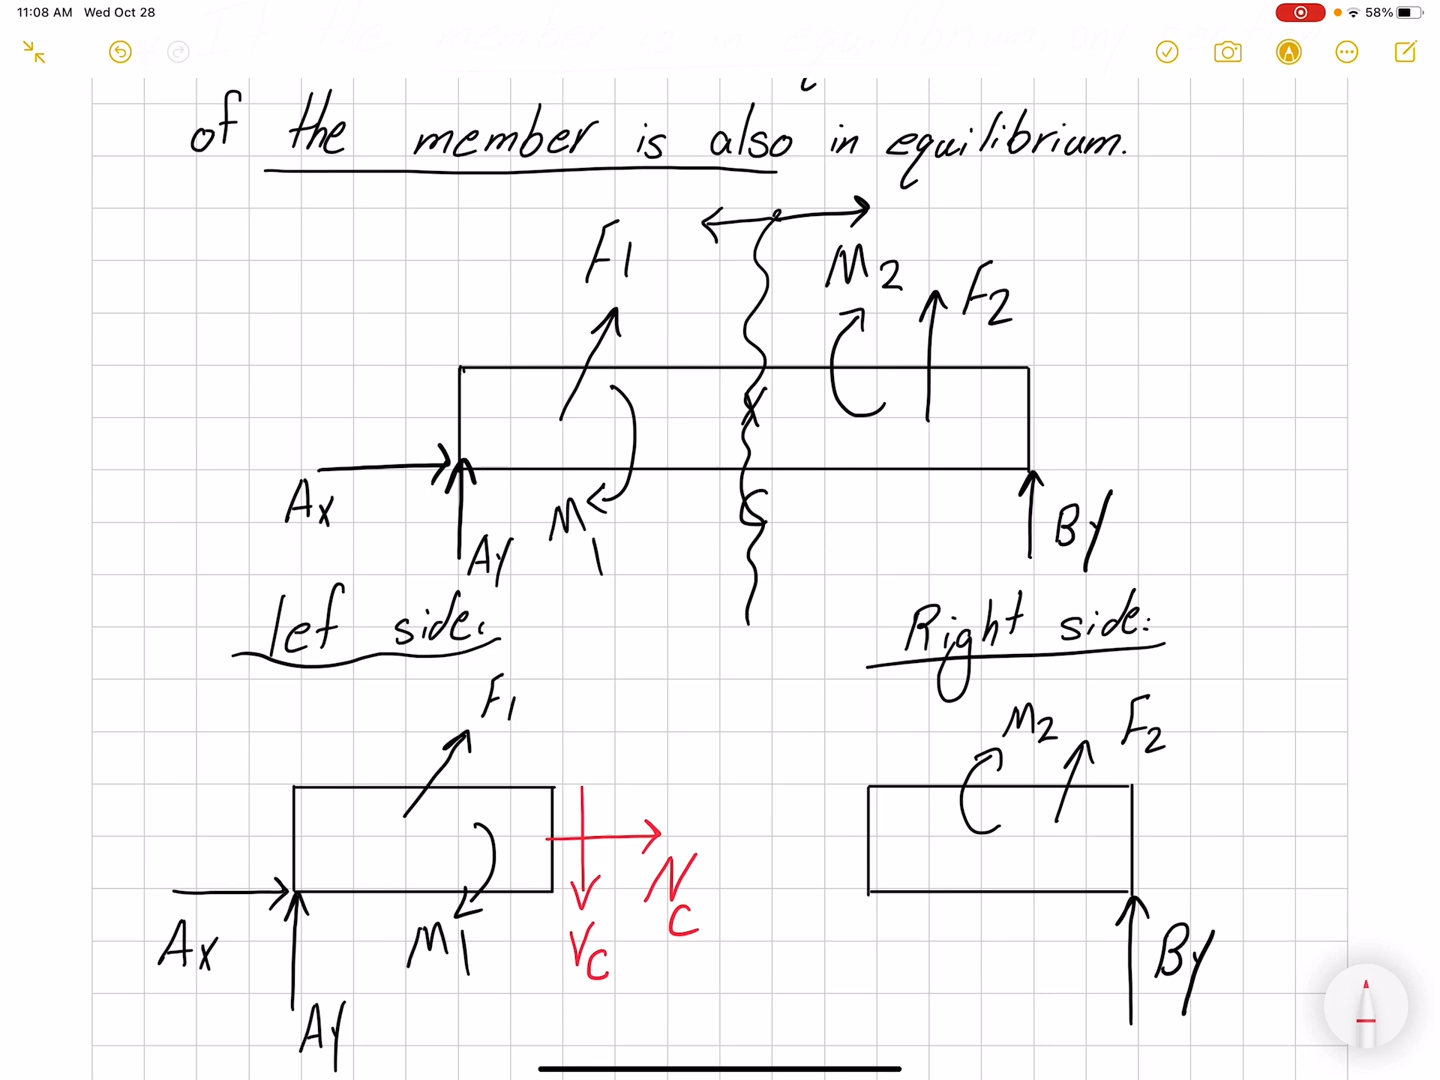 11:08 AM Wed Oct 28
58%
of the member is also in equilibrium.
F1
M2
F2
Ax
Ay
M1
C
By
lef side:
Right side:
F1
M2
F2
Ax
Ay
M1
Vc
Nc
By